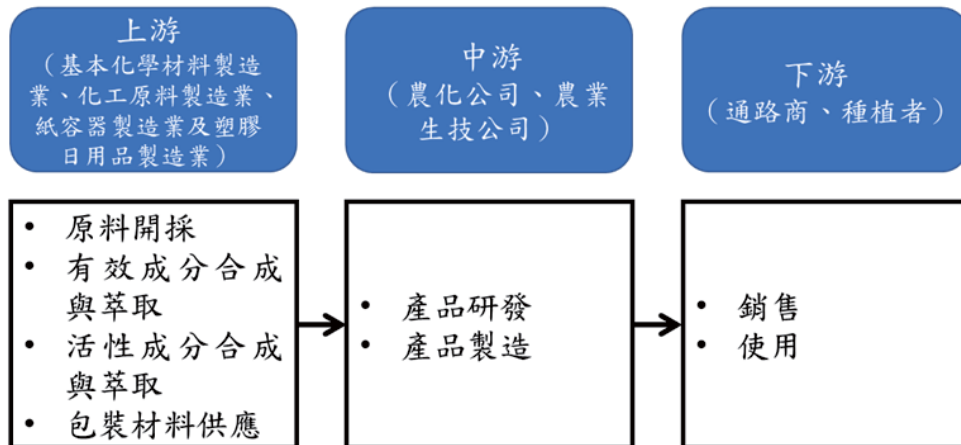 上游
（基本化學材料製造
業、化工原料製造業、
紙容器製造業及塑膠
日用品製造業）
中游
（農化公司、農業
生技公司）
下游
（通路商、種植者）
• 原料開採
• 有效成分合成
與萃取
• 活性成分合成
與萃取
• 包裝材料供應
• 產品研發
• 產品製造
• 銷售
• 使用